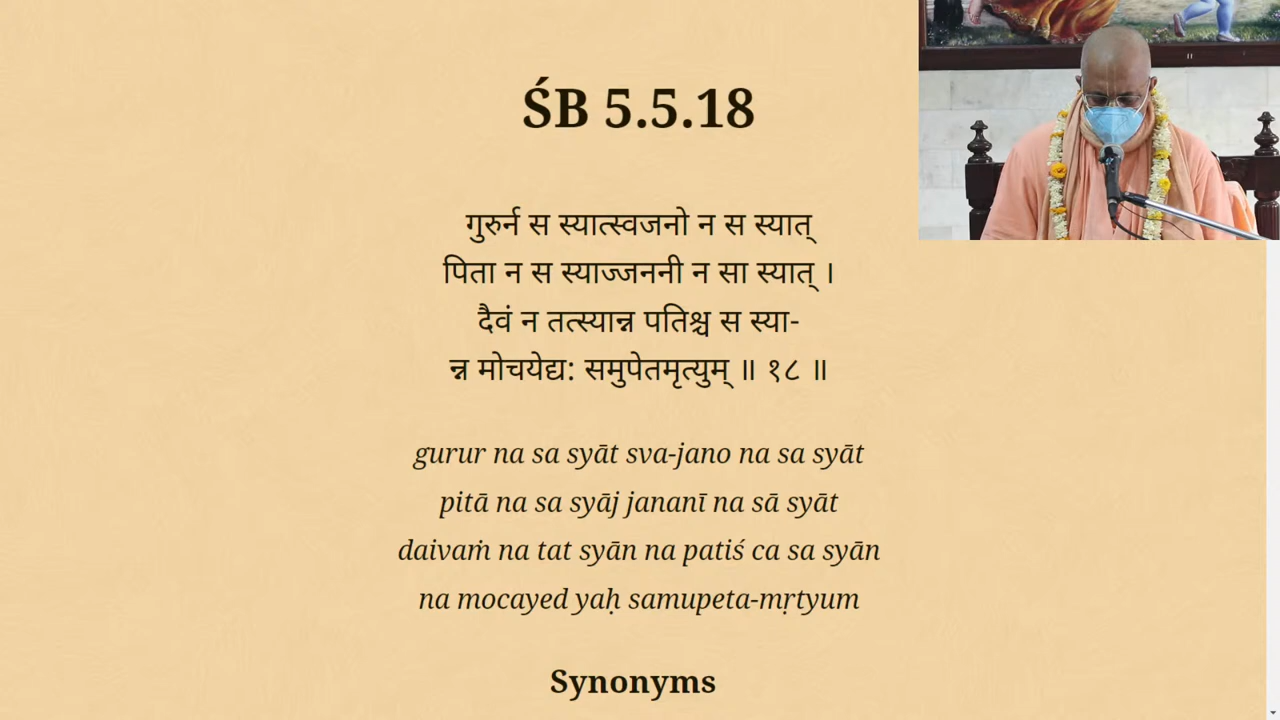 ŚB 5.5.18
गुरुर्न स स्यात्स्वजनो न स स्यात्
पिता न स स्याज्जननी न सा स्यात् ।
दैवं न तत्स्यान्न पतिश्च स स्या-
न्न मोचयेद्य: समुपेतमृत्युम् ॥ १८ ॥
gurur na sa syāt sva-jano na sa syāt
pitā na sa syāj jananī na sā syāt
daivaṁ na tat syān na patiś ca sa syān
na mocayed yaḥ samupeta-mṛtyum
Synonyms